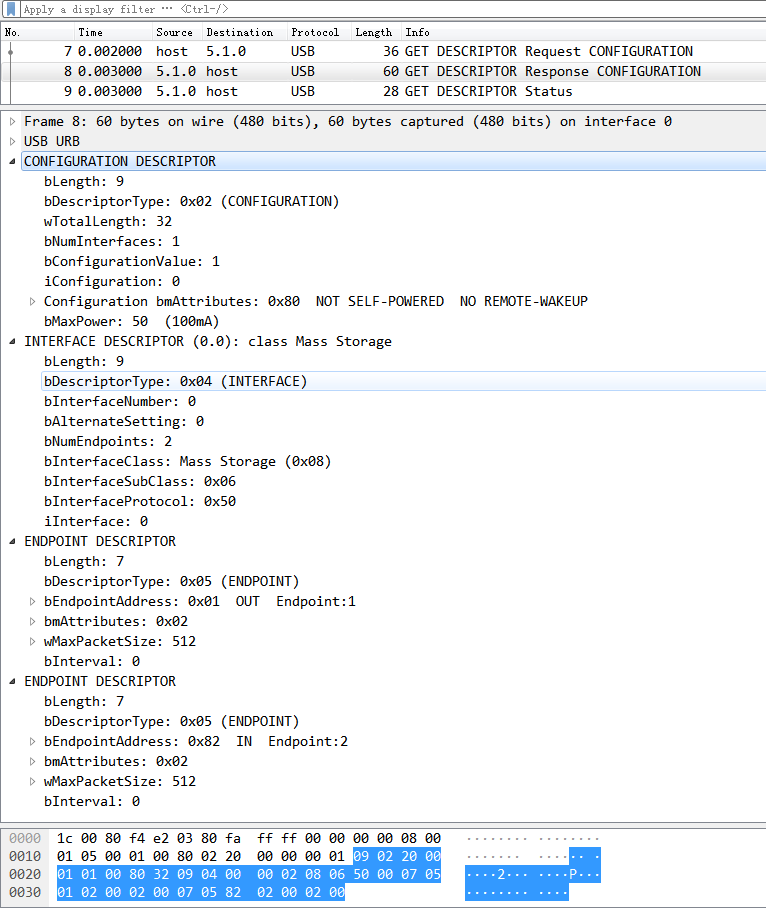 Apply a display filter … <Ctrl-/>
No. Time Source Destination Protocol Length Info
7 0.002000 host 5.1.0 USB 36 GET DESCRIPTOR Request CONFIGURATION
8 0.003000 5.1.0 host USB 60 GET DESCRIPTOR Response CONFIGURATION
9 0.003000 5.1.0 host USB 28 GET DESCRIPTOR Status
Frame 8: 60 bytes on wire (480 bits), 60 bytes captured (480 bits) on interface 0
USB URB
CONFIGURATION DESCRIPTOR
bLength: 9
bDescriptorType: 0x02 (CONFIGURATION)
wTotalLength: 32
bNumInterfaces: 1
bConfigurationValue: 1
iConfiguration: 0
Configuration bmAttributes: 0x80  NOT SELF-POWERED  NO REMOTE-WAKEUP
bMaxPower: 50  (100mA)
INTERFACE DESCRIPTOR (0.0): class Mass Storage
bLength: 9
bDescriptorType: 0x04 (INTERFACE)
bInterfaceNumber: 0
bAlternateSetting: 0
bNumEndpoints: 2
bInterfaceClass: Mass Storage (0x08)
bInterfaceSubClass: 0x06
bInterfaceProtocol: 0x50
iInterface: 0
ENDPOINT DESCRIPTOR
bLength: 7
bDescriptorType: 0x05 (ENDPOINT)
bEndpointAddress: 0x01  OUT  Endpoint:1
bmAttributes: 0x02
wMaxPacketSize: 512
bInterval: 0
ENDPOINT DESCRIPTOR
bLength: 7
bDescriptorType: 0x05 (ENDPOINT)
bEndpointAddress: 0x82  IN  Endpoint:2
bmAttributes: 0x02
wMaxPacketSize: 512
bInterval: 0
0000 1c 00 80 f4 e2 03 80 fa ff ff 00 00 00 00 08 00 ........ ........
0010 01 05 00 01 00 80 02 20 00 00 00 01 09 02 20 00 ....... ...... .
0020 01 01 00 80 32 09 04 00 00 02 08 06 50 00 07 05 ....2... ....P...
0030 01 02 00 02 00 07 05 82 02 00 02 00 ........ ....